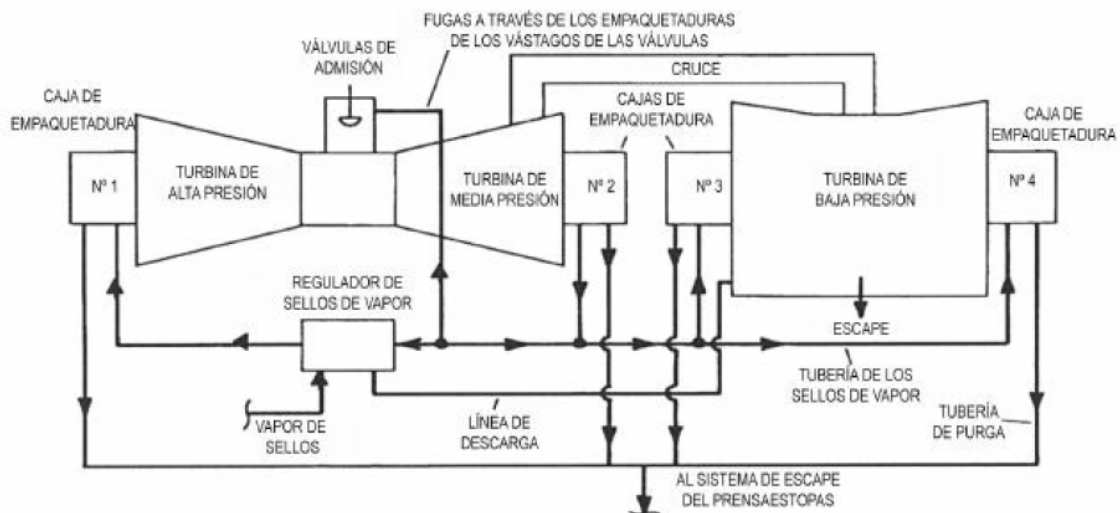 FUGAS A TRAVÉS DE LOS EMPAQUETADURAS
DE LOS VÁSTAGOS DE LAS VÁLVULAS
VÁLVULAS DE
ADMISIÓN
CRUCE
CAJA DE
EMPAQUETADURA
CAJAS DE
EMPAQUETADURA
CAJA DE
EMPAQUETADURA
Nº 1
TURBINA DE
ALTA PRESIÓN
TURBINA DE
MEDIA PRESIÓN
Nº 2
Nº 3
TURBINA DE
BAJA PRESIÓN
Nº 4
REGULADOR DE
SELLOS DE VAPOR
ESCAPE
TUBERÍA DE LOS
SELLOS DE VAPOR
VAPOR DE
SELLOS
LÍNEA DE
DESCARGA
TUBERÍA
DE PURGA
AL SISTEMA DE ESCAPE
DEL PRENSAESTOPAS